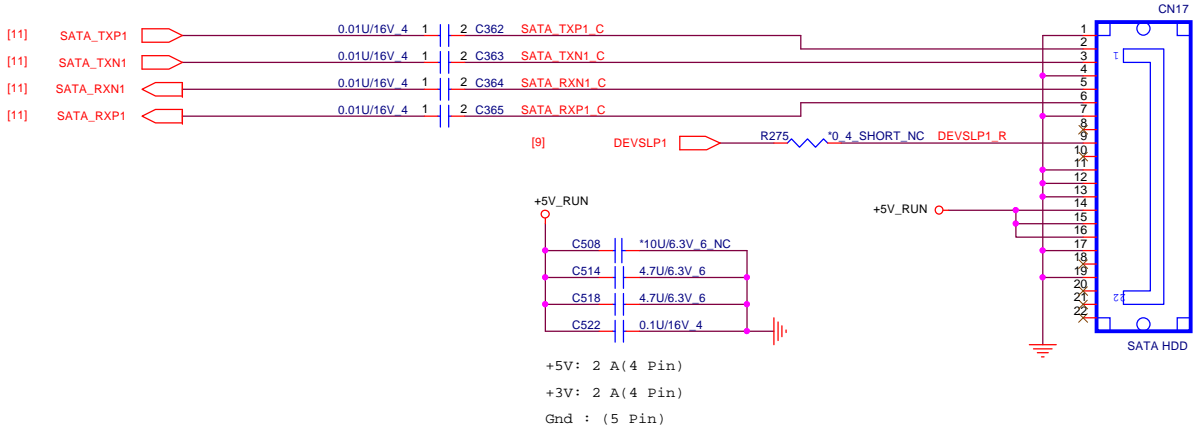 CN17
[11] SATA_TXP1 0.01U/16V_4 1 2 C362 SATA_TXP1_C
[11] SATA_TXN1 0.01U/16V_4 1 2 C363 SATA_TXN1_C
[11] SATA_RXN1 0.01U/16V_4 1 2 C364 SATA_RXN1_C
[11] SATA_RXP1 0.01U/16V_4 1 2 C365 SATA_RXP1_C
[9] DEVSLP1 R275 *0_4_SHORT_NC DEVSLP1_R
1
2
3
4
5
6
7
8
9
10
11
12
13
14
15
16
17
18
19
20
21
22
1
22
SATA HDD
+5V_RUN
+5V_RUN
C508 *10U/6.3V_6_NC
C514 4.7U/6.3V_6
C518 4.7U/6.3V_6
C522 0.1U/16V_4
+5V: 2 A(4 Pin)
+3V: 2 A(4 Pin)
Gnd : (5 Pin)